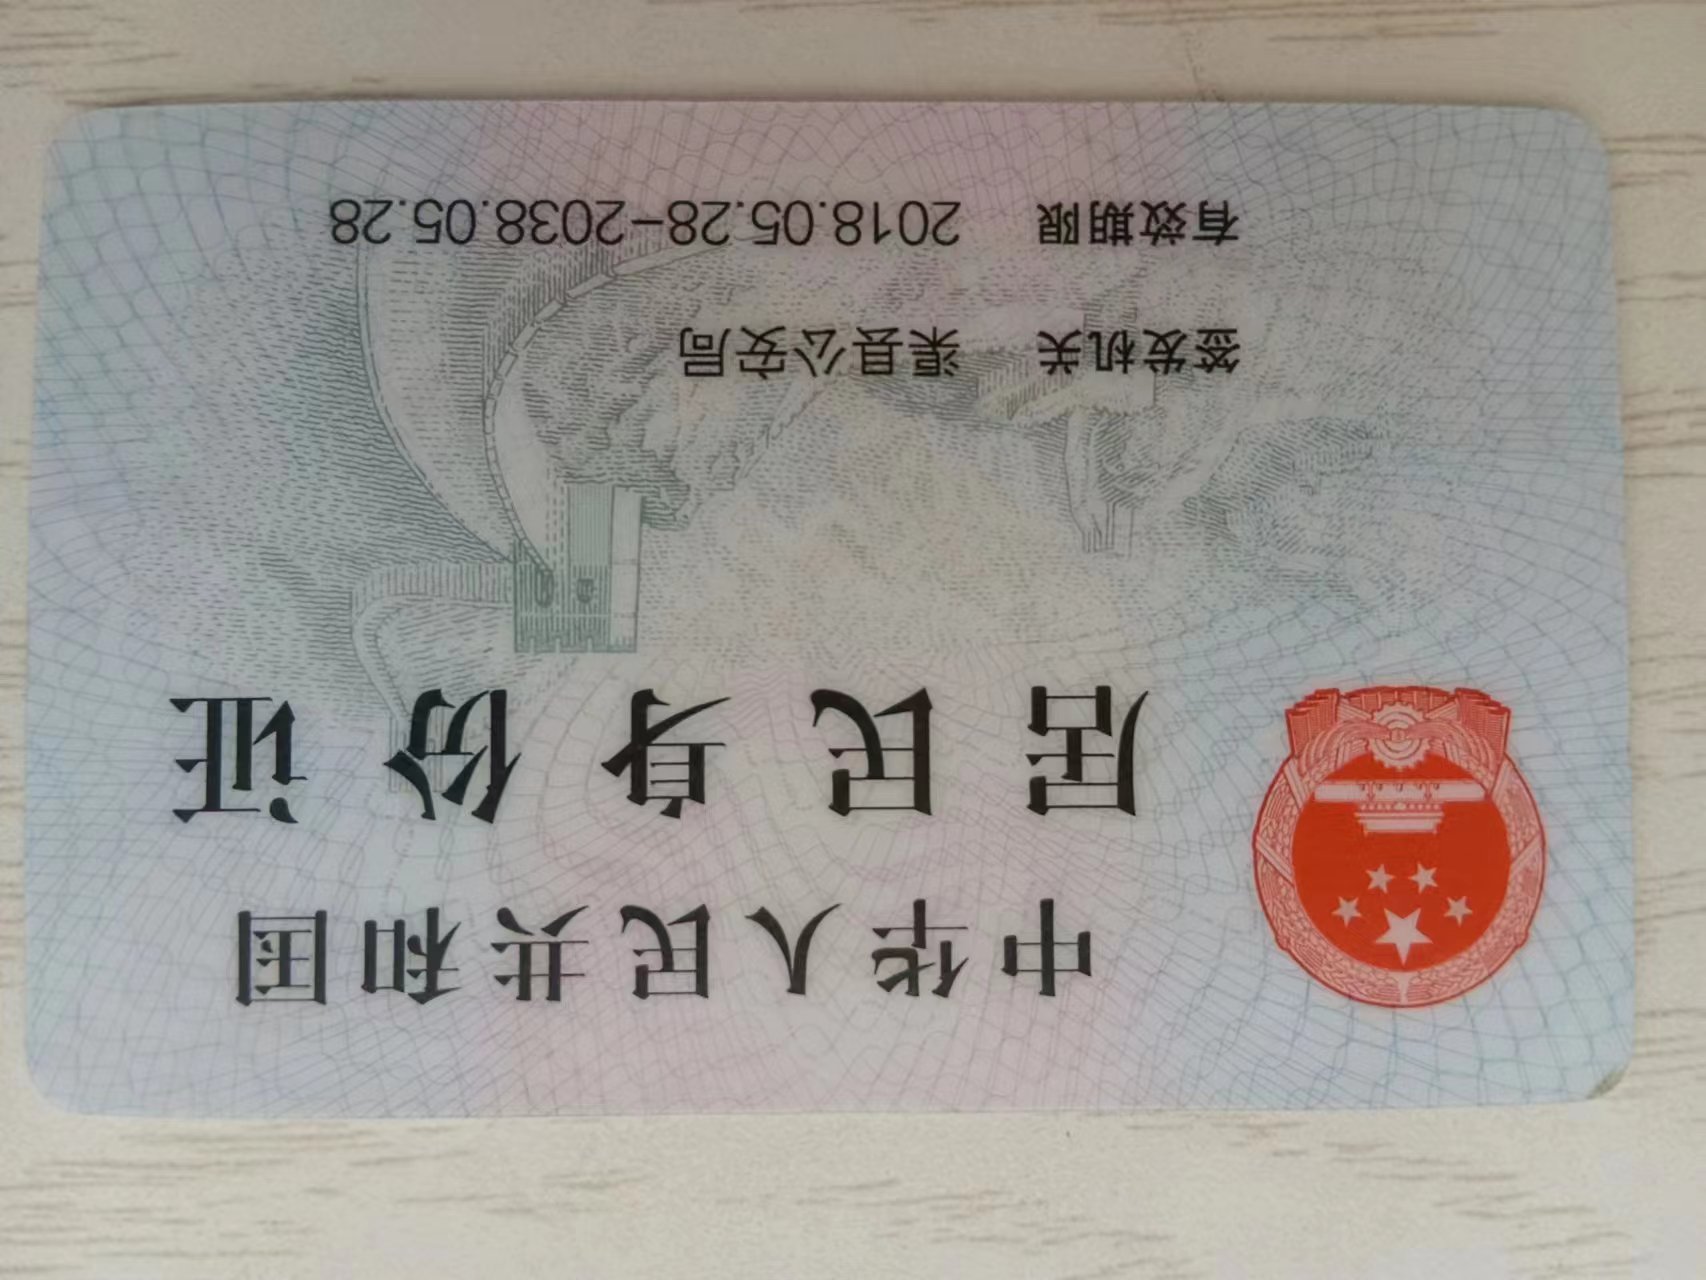 中华人民共和国
居民身份证
签发机关 渠县公安局
有效期限 2018.05.28-2038.05.28